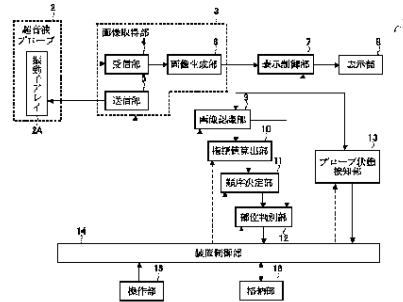 2
3
超音波
プローブ
振動子アレイ
2A
画像取得部
4
受信部
6
画像生成部
5
送信部
7
表示制御部
8
表示部
9
画像認識部
10
指標値算出部
11
順序決定部
部位判別部
12
13
プローブ状態
検知部
14
装置制御部
15
操作部
16
格納部